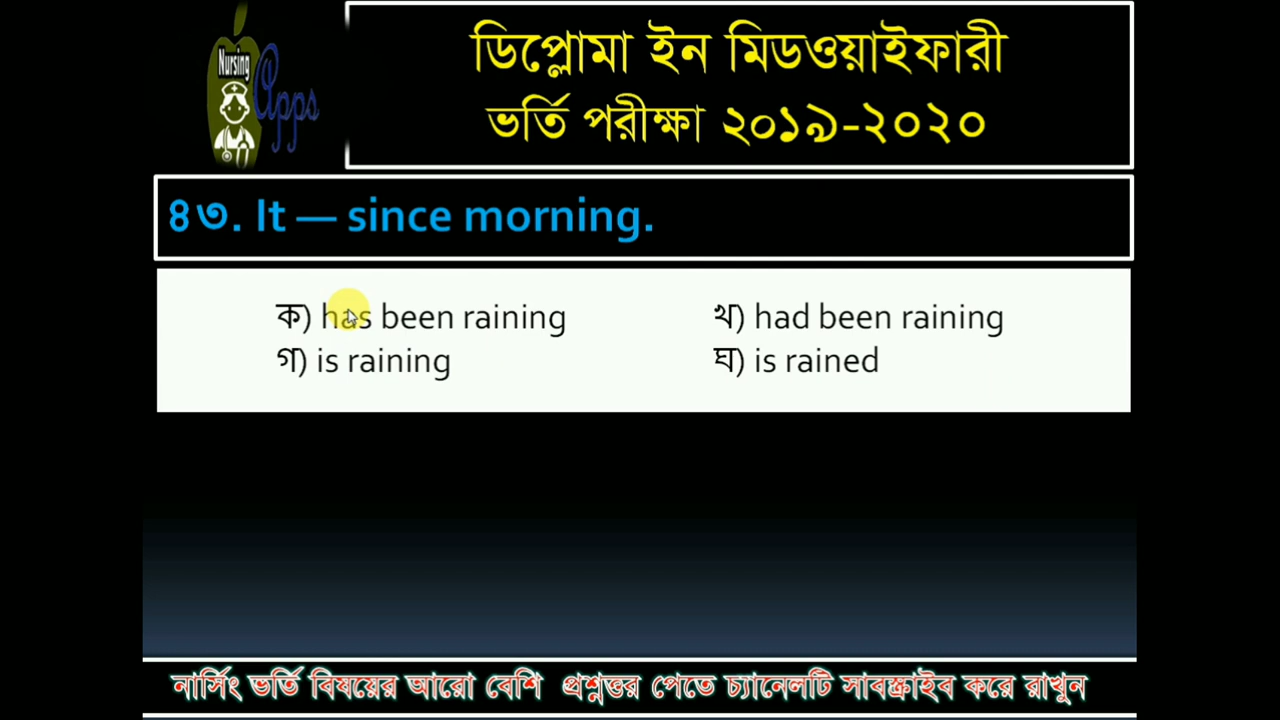 Nursing
Apps
ডিপ্লোমা ইন মিডওয়াইফারী
ভর্তি পরীক্ষা ২০১৯-২০২০
৪৩. It — since morning.
ক) has been raining খ) had been raining
গ) is raining ঘ) is rained
নার্সিং ভর্তি বিষয়ের আরো বেশি প্রশ্নত্তর পেতে চ্যানেলটি সাবস্ক্রাইব করে রাখুন